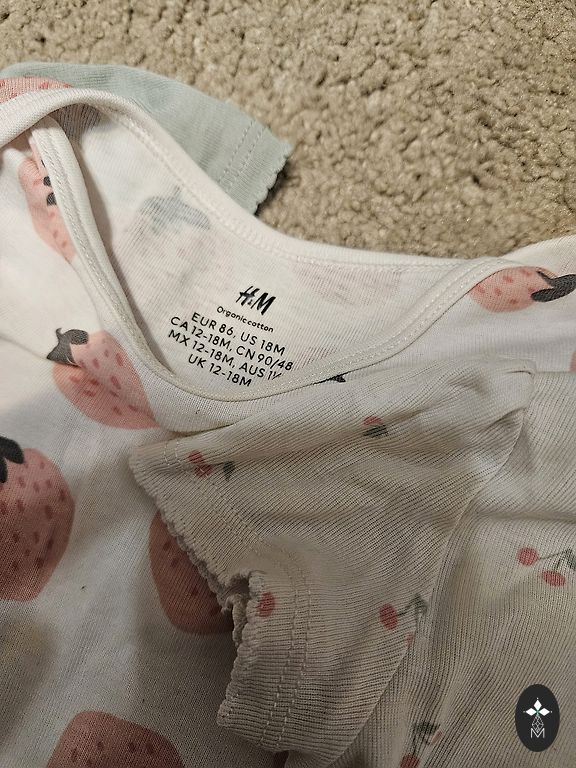 H&M
Organic cotton
EUR 86, US 18M
CA 12-18M, CN 90/48
MX 12-18M, AUS
UK 12-18M
M